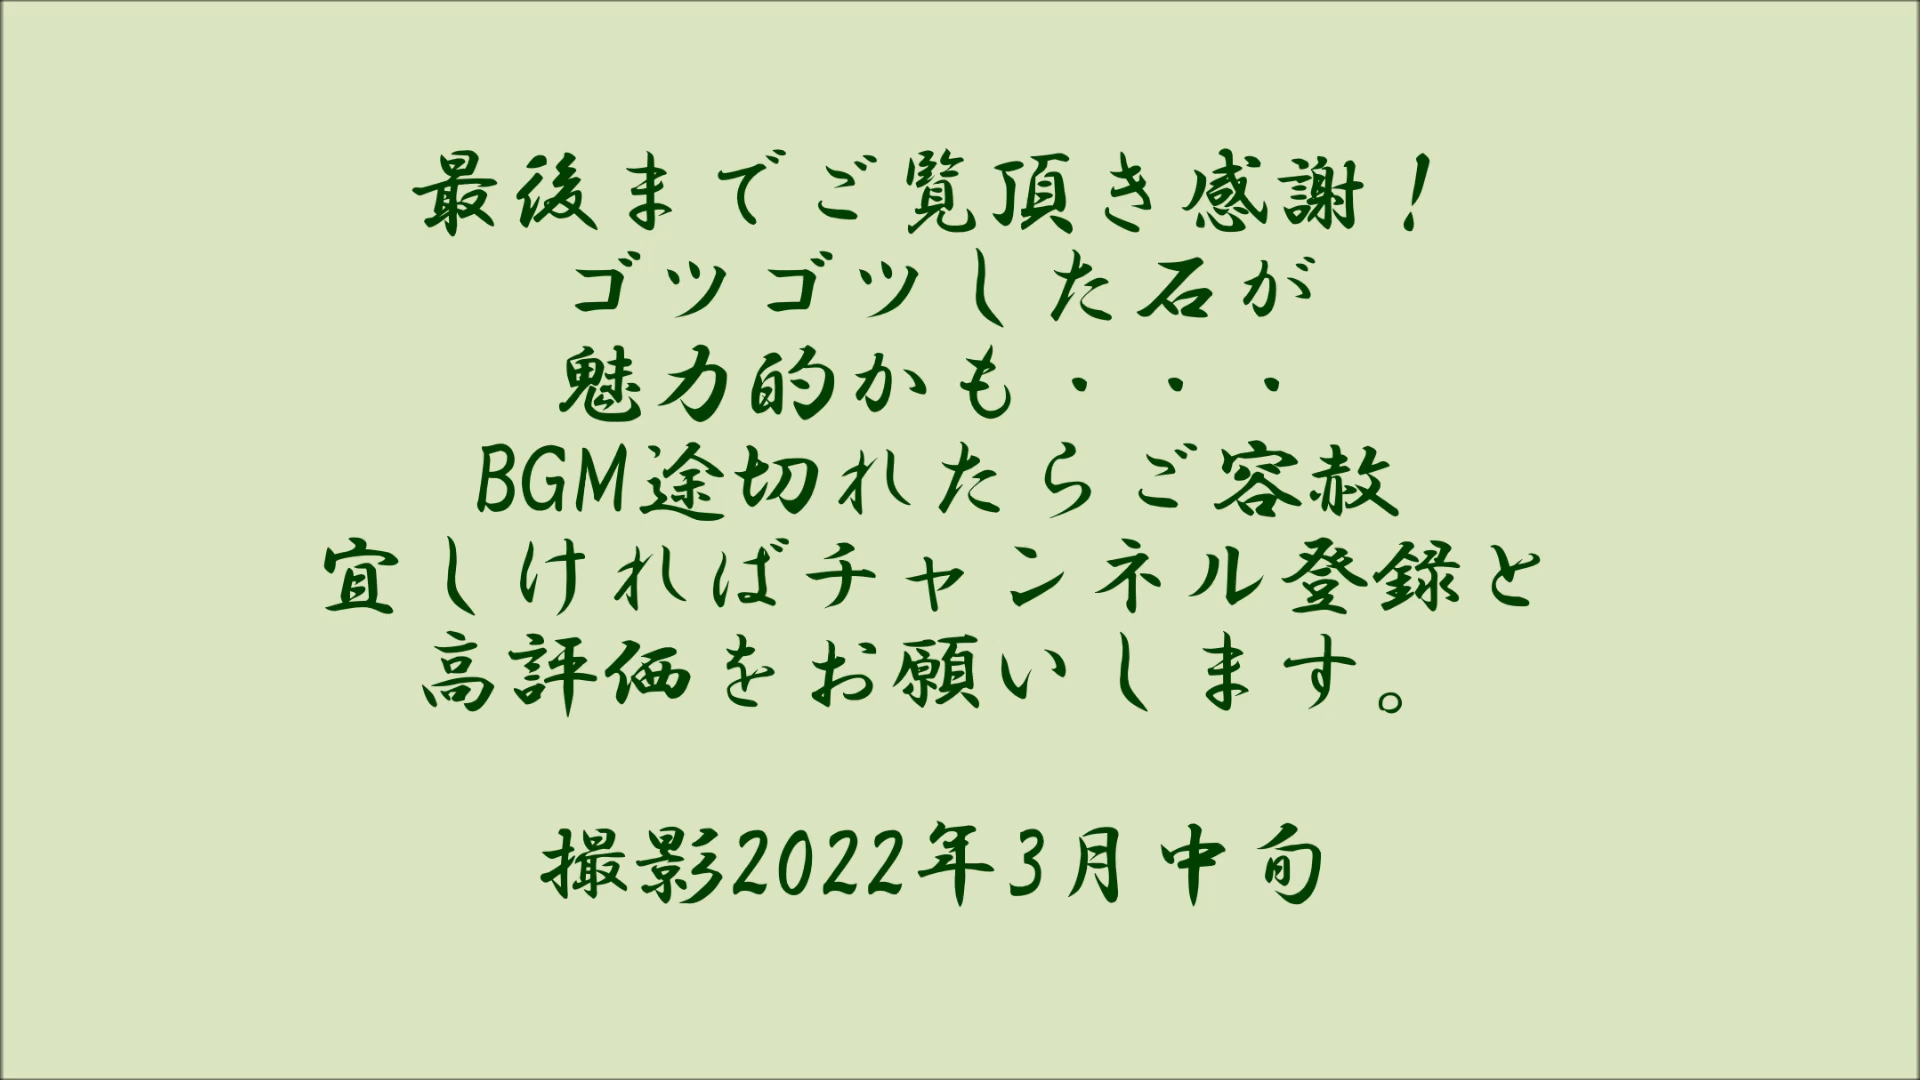 最後までご覧頂き感謝！
ゴツゴツした石が
魅力的かも・・・
BGM途切れたらご容赦
宜しければチャンネル登録と
高評価をお願いします。
撮影2022年3月中旬